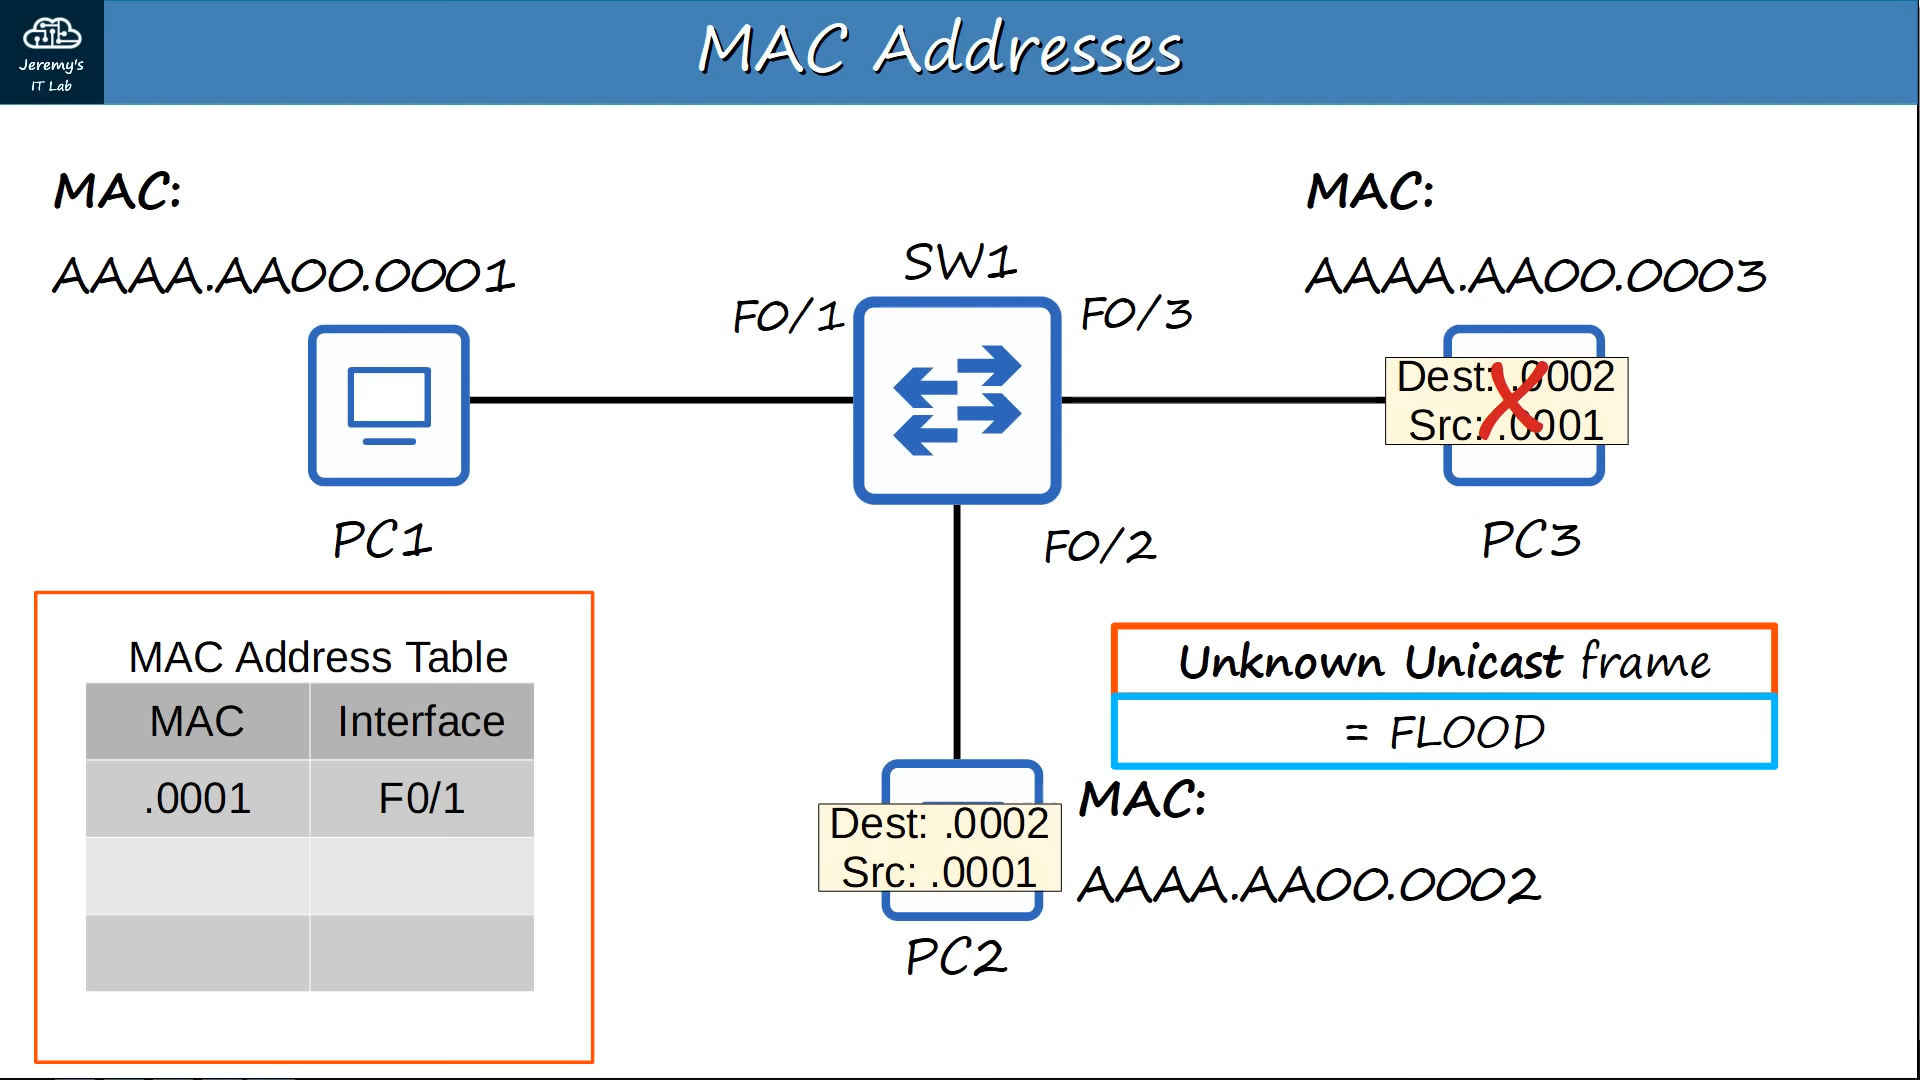 Jeremy's
IT Lab
MAC Addresses
MAC:
AAAA.AA00.0001
PC1
SW1
F0/1
F0/3
F0/2
MAC:
AAAA.AA00.0003
Dest: .0002
Src: .0001
PC3
MAC Address Table
MAC Interface
.0001 F0/1
Unknown Unicast frame
= FLOOD
Dest: .0002
Src: .0001
PC2
MAC:
AAAA.AA00.0002